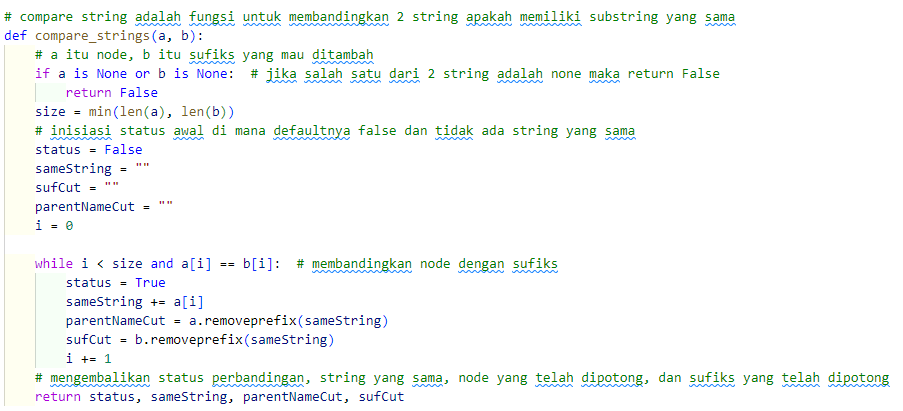 # compare string adalah fungsi untuk membandingkan 2 string apakah memiliki substring yang sama
def compare_strings(a, b):
    # a itu node, b itu sufiks yang mau ditambah
    if a is None or b is None:  # jika salah satu dari 2 string adalah none maka return False
        return False
    size = min(len(a), len(b))
    # inisiasi status awal di mana defaultnya false dan tidak ada string yang sama
    status = False
    sameString = ""
    sufCut = ""
    parentNameCut = ""
    i = 0

    while i < size and a[i] == b[i]:  # membandingkan node dengan sufiks
        status = True
        sameString += a[i]
        parentNameCut = a.removeprefix(sameString)
        sufCut = b.removeprefix(sameString)
        i += 1
    # mengembalikan status perbandingan, string yang sama, node yang telah dipotong, dan sufiks yang telah dipotong
    return status, sameString, parentNameCut, sufCut